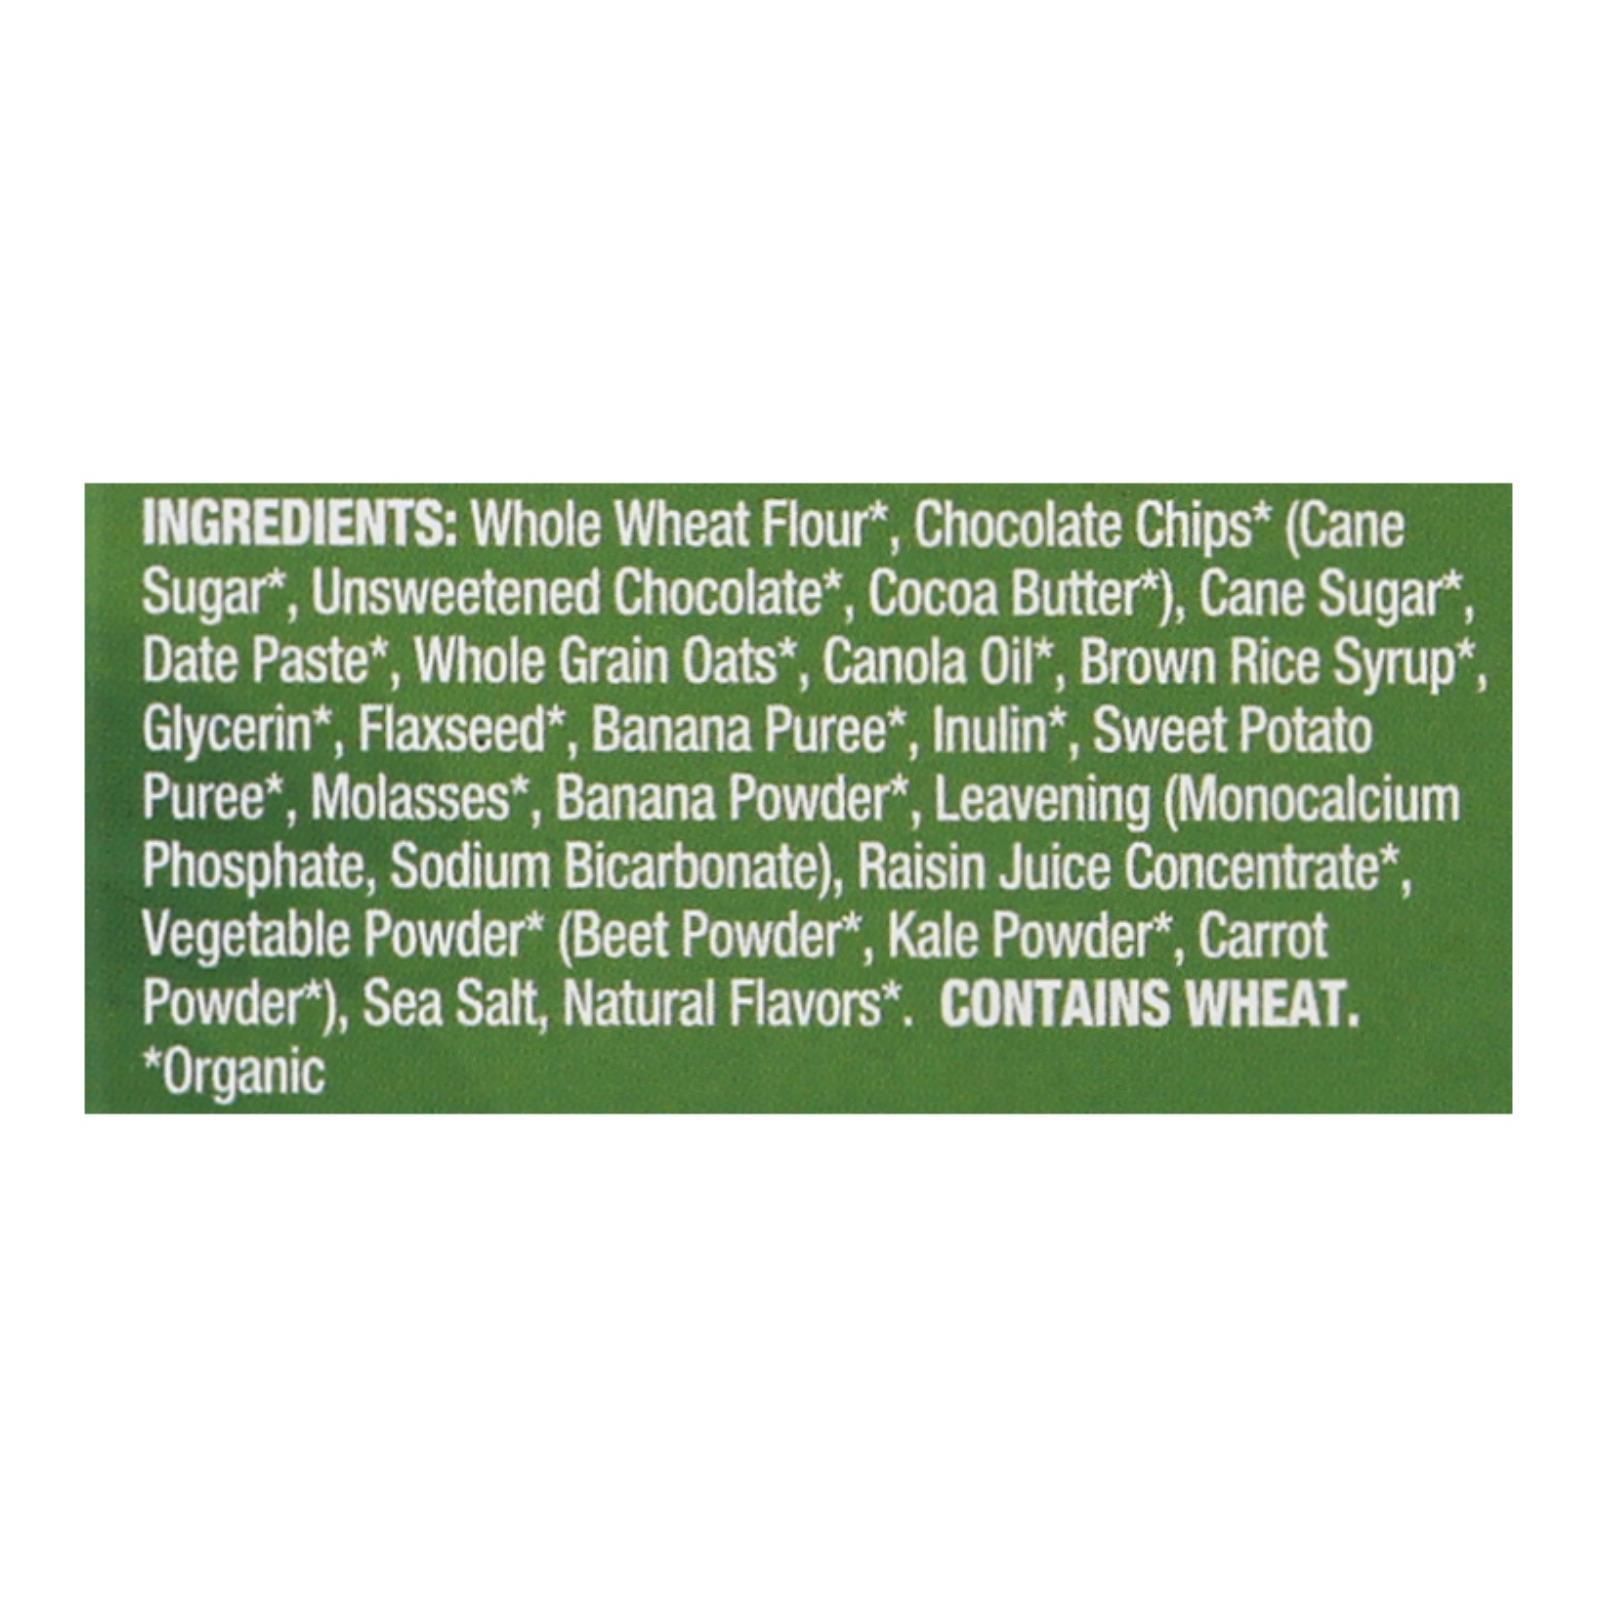 INGREDIENTS: Whole Wheat Flour*, Chocolate Chips* (Cane
Sugar*, Unsweetened Chocolate*, Cocoa Butter*), Cane Sugar*,
Date Paste*, Whole Grain Oats*, Canola Oil*, Brown Rice Syrup*,
Glycerin*, Flaxseed*, Banana Puree*, Inulin*, Sweet Potato
Puree*, Molasses*, Banana Powder*, Leavening (Monocalcium
Phosphate, Sodium Bicarbonate), Raisin Juice Concentrate*,
Vegetable Powder* (Beet Powder*, Kale Powder*, Carrot
Powder*), Sea Salt, Natural Flavors*. CONTAINS WHEAT.
*Organic